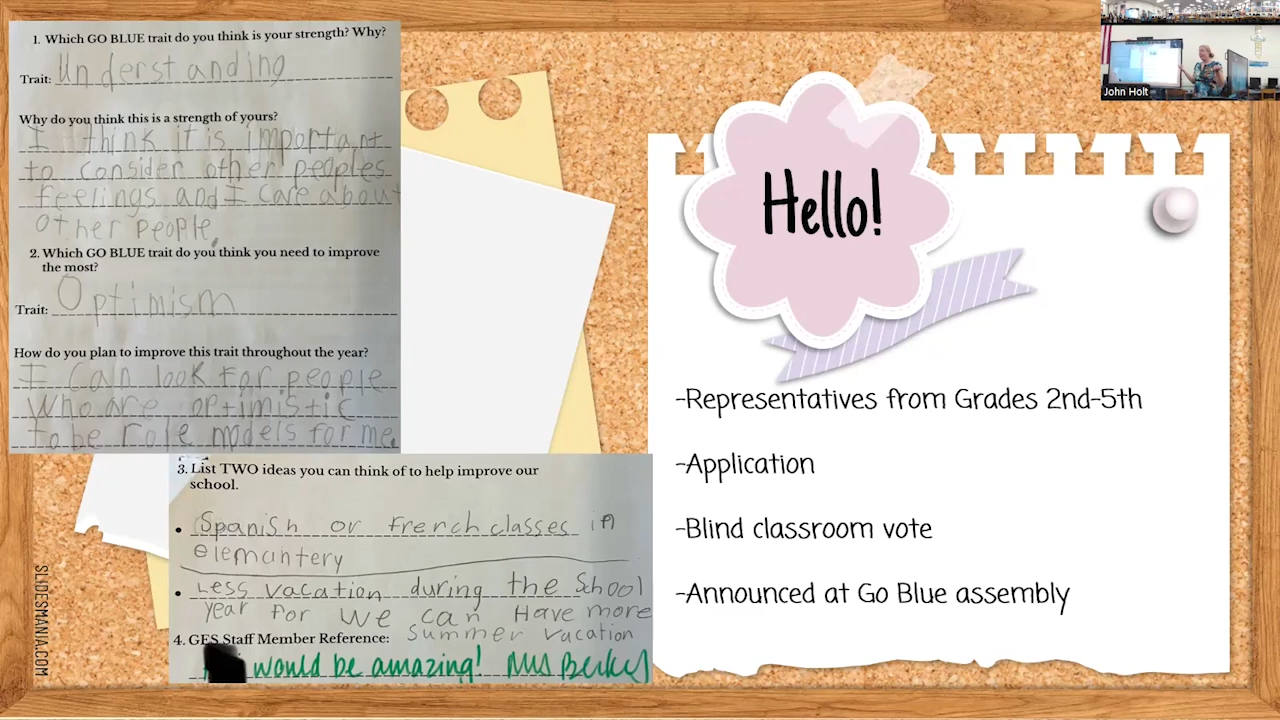 1. Which GO BLUE trait do you think is your strength? Why?
Trait: Understanding
Why do you think this is a strength of yours?
I think it is important
to consider other peoples
feelings and I care about
other people.
2. Which GO BLUE trait do you think you need to improve
the most?
Trait: Optimism
How do you plan to improve this trait throughout the year?
I can look for people
who are optimistic
to be role models for me.
3. List TWO ideas you can think of to help improve our
school.
• Spanish or french classes in
elemantery
• Less vacation during the School
year for we can Have more
summer vacation
4. GES Staff Member Reference:
would be amazing! Mrs
Hello!
-Representatives from Grades 2nd-5th
-Application
-Blind classroom vote
-Announced at Go Blue assembly
John Holt
SLIDESMANIA.COM